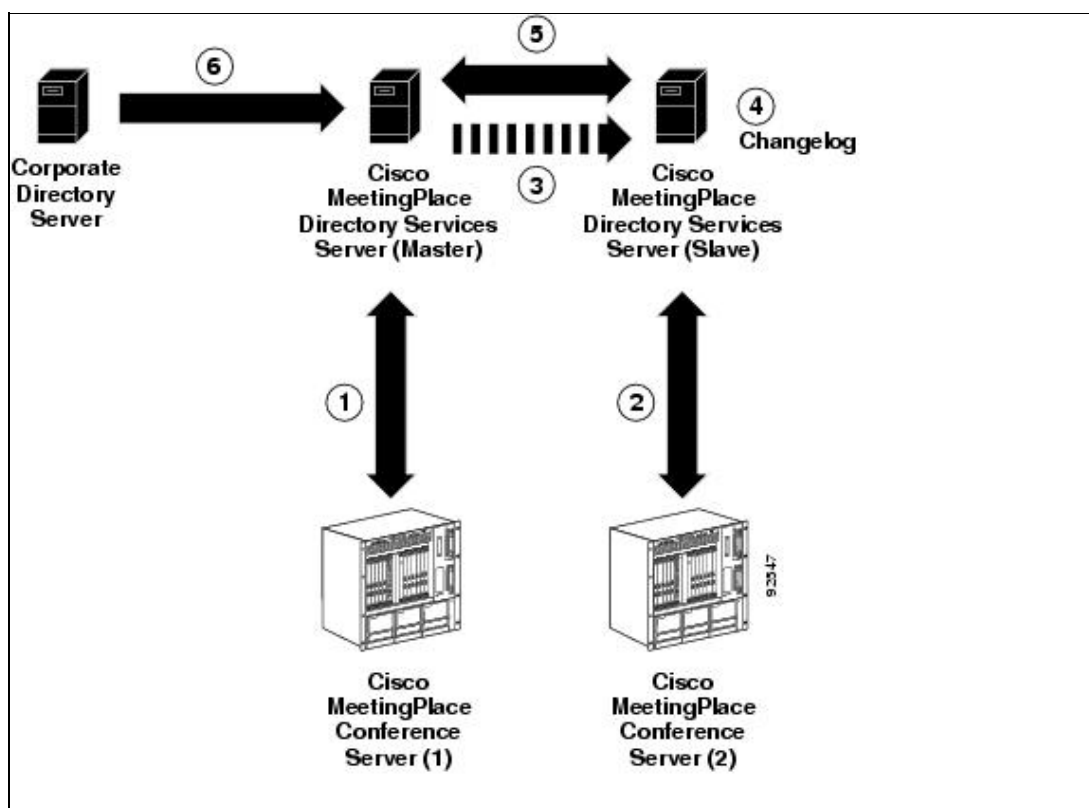 5
6
4
Changelog
3
Corporate
Directory
Server
Cisco
MeetingPlace
Directory Services
Server (Master)
Cisco
MeetingPlace
Directory Services
Server (Slave)
1
2
92547
Cisco
MeetingPlace
Conference
Server (1)
Cisco
MeetingPlace
Conference
Server (2)